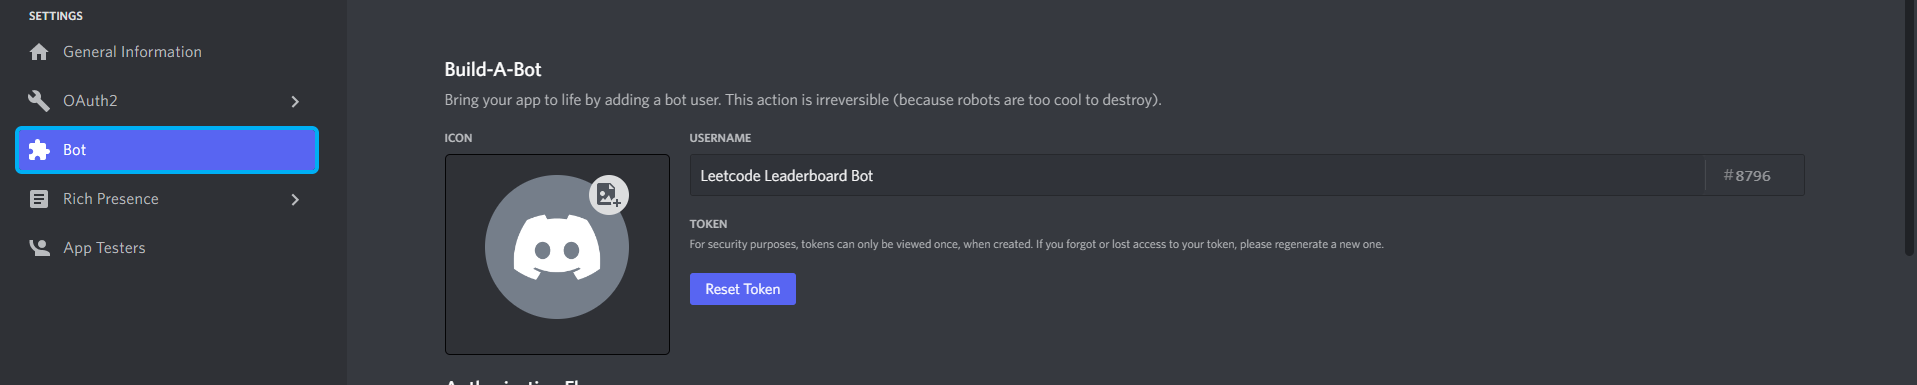 SETTINGS
General Information
OAuth2
Bot
Rich Presence
App Testers
Build-A-Bot
Bring your app to life by adding a bot user. This action is irreversible (because robots are too cool to destroy).
ICON
USERNAME
Leetcode Leaderboard Bot
#8796
TOKEN
For security purposes, tokens can only be viewed once, when created. If you forgot or lost access to your token, please regenerate a new one.
Reset Token